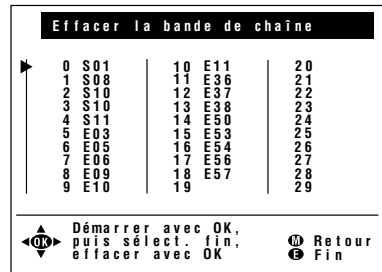 Effacer la bande de chaîne
0 S01 10 E11 20
1 S08 11 E36 21
2 S10 12 E37 22
3 S10 13 E38 23
4 S11 14 E50 24
5 E03 15 E53 25
6 E05 16 E54 26
7 E06 17 E56 27
8 E09 18 E57 28
9 E10 19 29
Démarrer avec OK,
puis sélect. fin,
effacer avec OK
OK
M Retour
E Fin